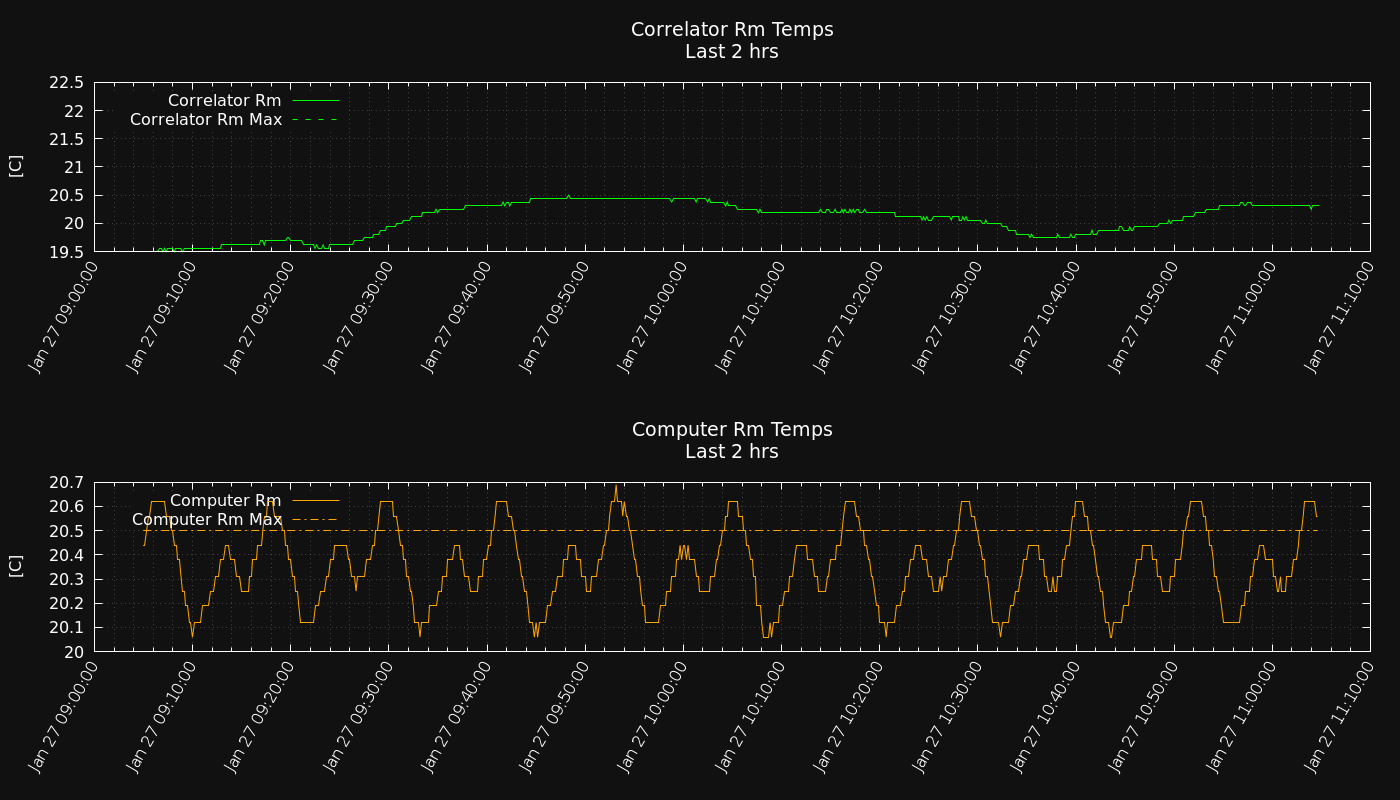 Correlator Rm Temps
Last 2 hrs
22.5
22
21.5
21
20.5
20
19.5
[C]
Correlator Rm
Correlator Rm Max
Jan 27 09:00:00
Jan 27 09:10:00
Jan 27 09:20:00
Jan 27 09:30:00
Jan 27 09:40:00
Jan 27 09:50:00
Jan 27 10:00:00
Jan 27 10:10:00
Jan 27 10:20:00
Jan 27 10:30:00
Jan 27 10:40:00
Jan 27 10:50:00
Jan 27 11:00:00
Jan 27 11:10:00
Computer Rm Temps
Last 2 hrs
20.7
20.6
20.5
20.4
20.3
20.2
20.1
20
[C]
Computer Rm
Computer Rm Max
Jan 27 09:00:00
Jan 27 09:10:00
Jan 27 09:20:00
Jan 27 09:30:00
Jan 27 09:40:00
Jan 27 09:50:00
Jan 27 10:00:00
Jan 27 10:10:00
Jan 27 10:20:00
Jan 27 10:30:00
Jan 27 10:40:00
Jan 27 10:50:00
Jan 27 11:00:00
Jan 27 11:10:00